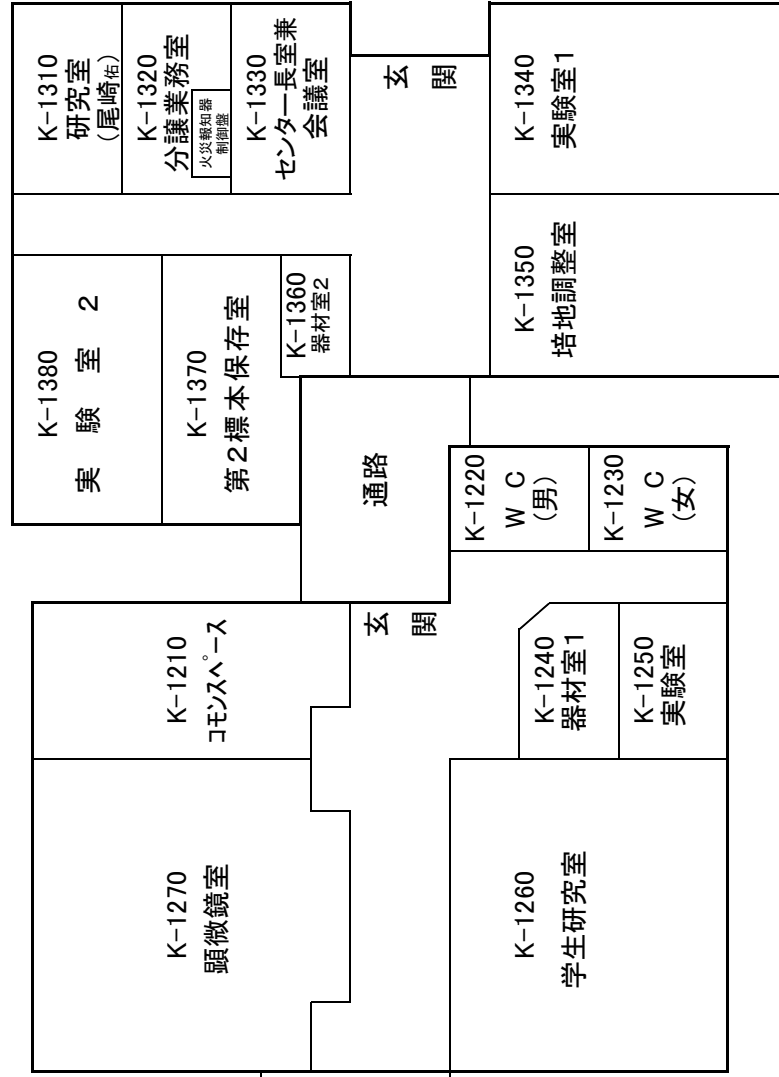 K-1310
研究室
(尾崎佑)
K-1320
分譲業務室
火災報知器
制御盤
K-1330
センター長室兼
会議室
玄
関
K-1340
実験室1
K-1350
培地調整室
K-1360
器材室2
K-1370
第2標本保存室
K-1380
実 験 室 2
通路
K-1220
W C
(男)
K-1230
W C
(女)
K-1210
コモンスペース
玄
関
K-1240
器材室1
K-1250
実験室
K-1270
顕微鏡室
K-1260
学生研究室